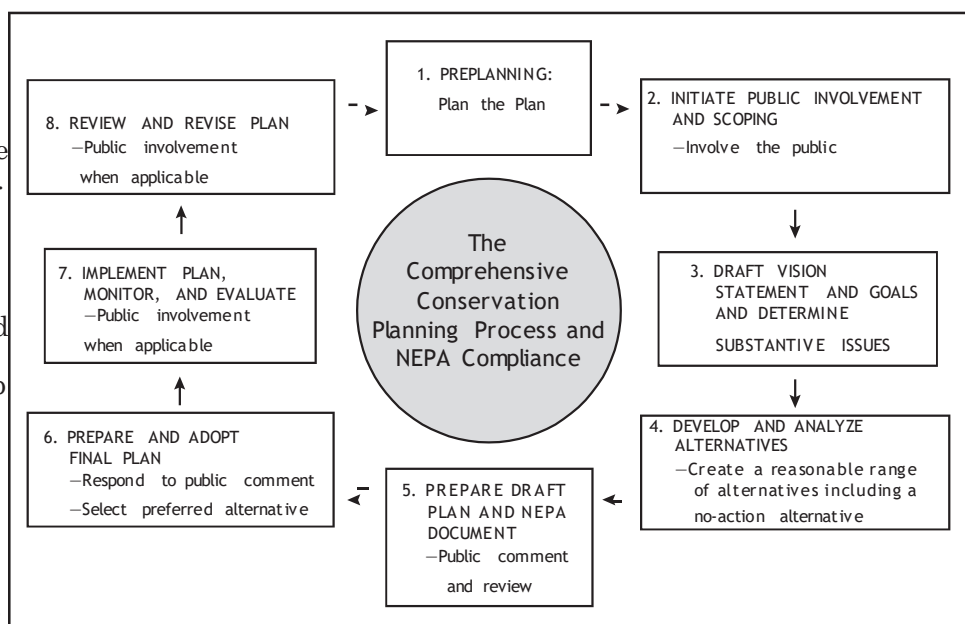 1. PREPLANNING:
Plan the Plan
2. INITIATE PUBLIC INVOLVEMENT
AND SCOPING
—Involve the public
3. DRAFT VISION
STATEMENT AND GOALS
AND DETERMINE
SUBSTANTIVE ISSUES
4. DEVELOP AND ANALYZE
ALTERNATIVES
—Create a reasonable range
of alternatives including a
no-action alternative
5. PREPARE DRAFT
PLAN AND NEPA
DOCUMENT
—Public comment
and review
6. PREPARE AND ADOPT
FINAL PLAN
—Respond to public comment
—Select preferred alternative
7. IMPLEMENT PLAN,
MONITOR, AND EVALUATE
—Public involvement
when applicable
8. REVIEW AND REVISE PLAN
—Public involvement
when applicable
The
Comprehensive
Conservation
Planning Process and
NEPA Compliance